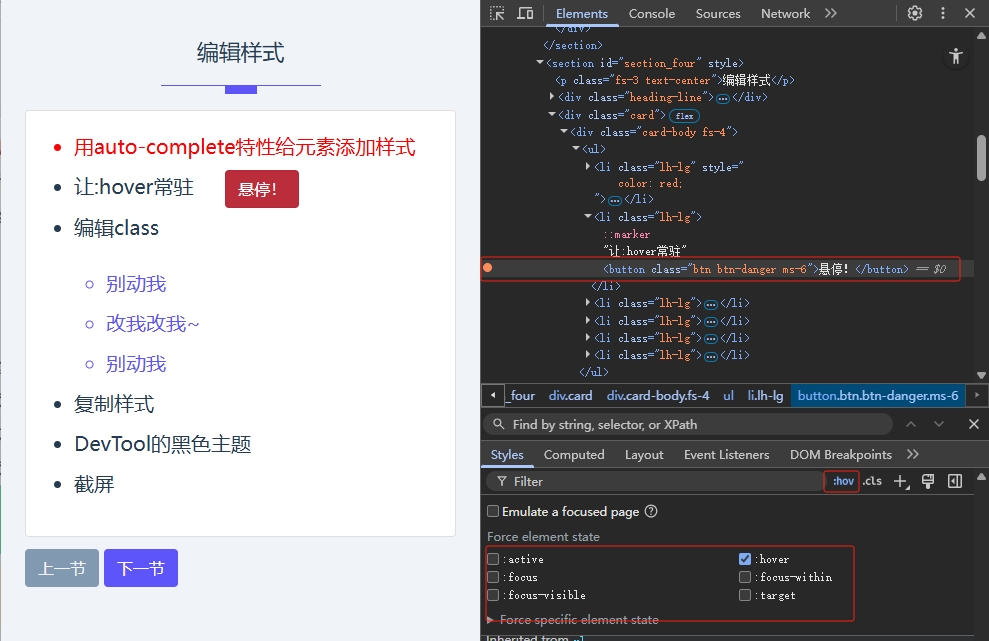 编辑样式
用auto-complete特性给元素添加样式
让:hover常驻
悬停！
编辑class
别动我
改我改我~
别动我
复制样式
DevTool的黑色主题
截屏
上一节
下一节
Elements
Console
Sources
Network
</div>
</section>
<section id="section_four" style>
<p class="fs-3 text-center">编辑样式</p>
<div class="heading-line">…</div>
<div class="card"> flex
<div class="card-body fs-4">
<ul>
<li class="lh-lg" style="
color: red;
">…</li>
<li class="lh-lg">
::marker
"让:hover常驻"
<button class="btn btn-danger ms-6">悬停！</button> == $0
</li>
<li class="lh-lg">…</li>
<li class="lh-lg">…</li>
<li class="lh-lg">…</li>
<li class="lh-lg">…</li>
</ul>
_four div.card div.card-body.fs-4 ul li.lh-lg button.btn.btn-danger.ms-6
Find by string, selector, or XPath
Styles Computed Layout Event Listeners DOM Breakpoints
Filter
:hov .cls
Emulate a focused page
Force element state
:active :hover
:focus :focus-within
:focus-visible :target
Force specific element state
Inherited from ul